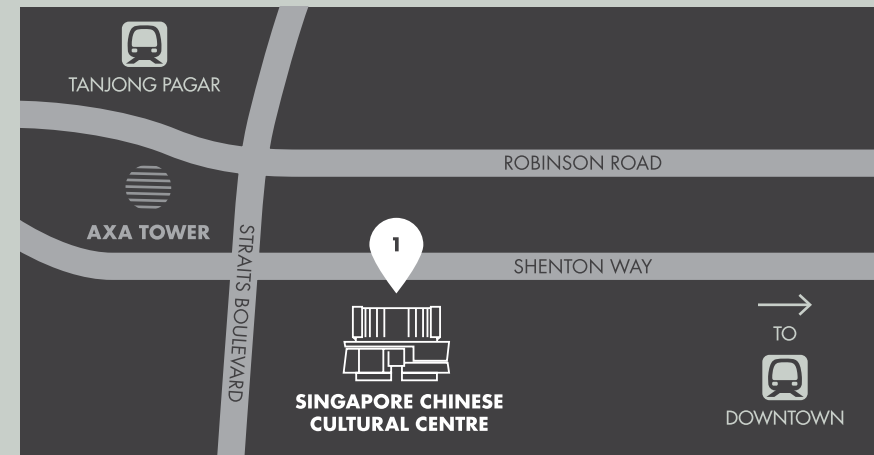 TANJONG PAGAR
ROBINSON ROAD
AXA TOWER
STRAITS BOULEVARD
1
SHENTON WAY
TO
DOWNTOWN
SINGAPORE CHINESE
CULTURAL CENTRE